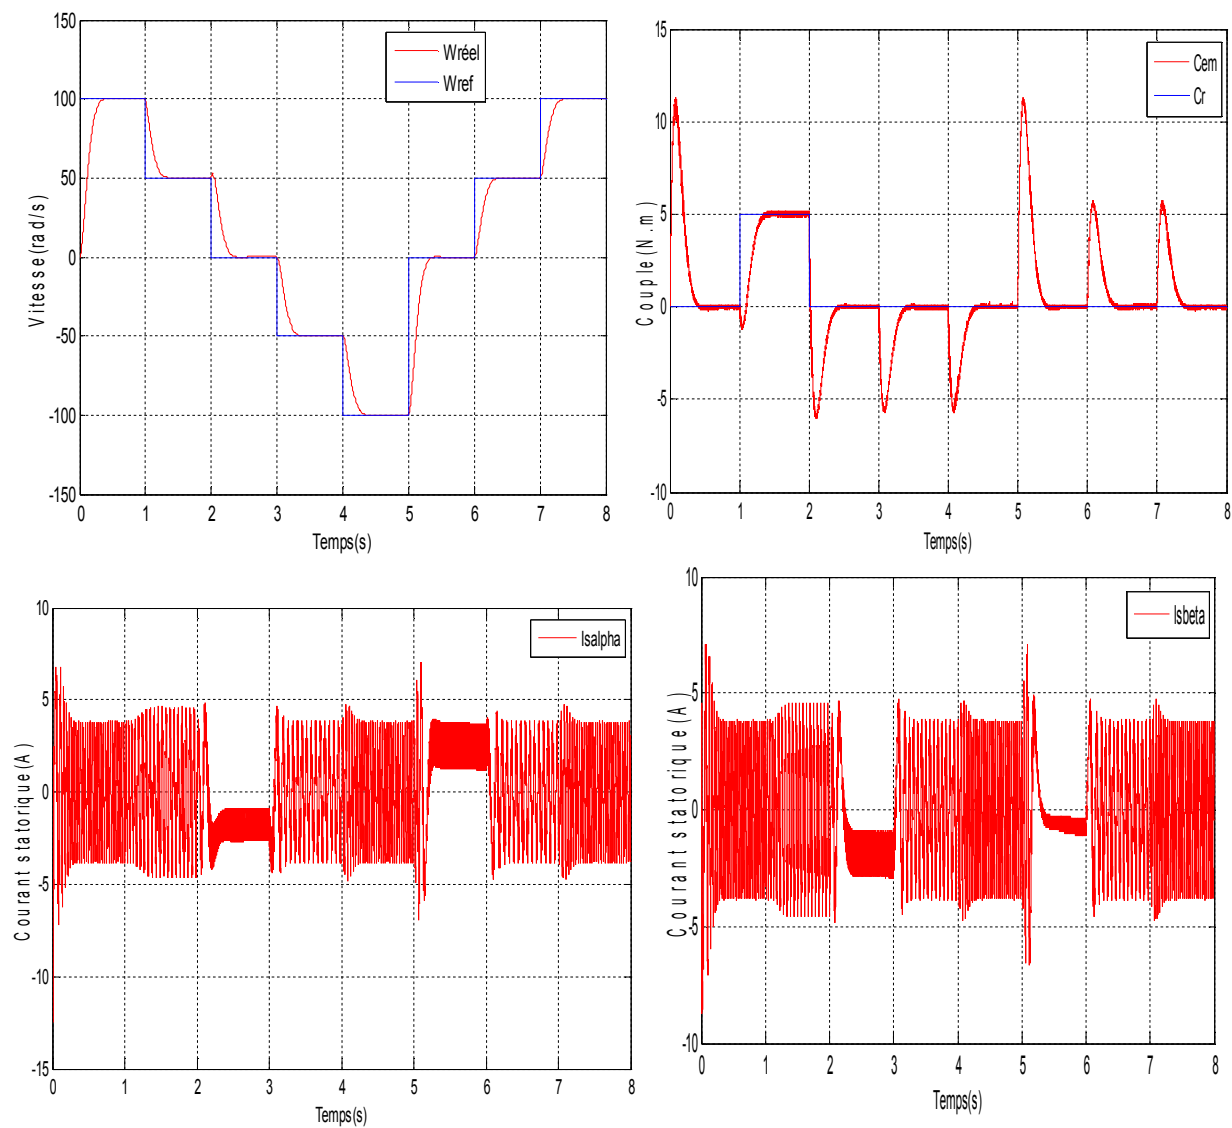 150
100
50
0
-50
-100
-150
Vitesse(rad/s)
0 1 2 3 4 5 6 7 8
Temps(s)
Wréel
Wref
15
10
5
0
-5
-10
Couple(N.m)
0 1 2 3 4 5 6 7 8
Temps(s)
Cem
Cr
10
5
0
-5
-10
-15
Courant statorique(A)
0 1 2 3 4 5 6 7 8
Temps(s)
Isalpha
10
5
0
-5
-10
Courant statorique(A)
0 1 2 3 4 5 6 7 8
Temps(s)
Isbeta